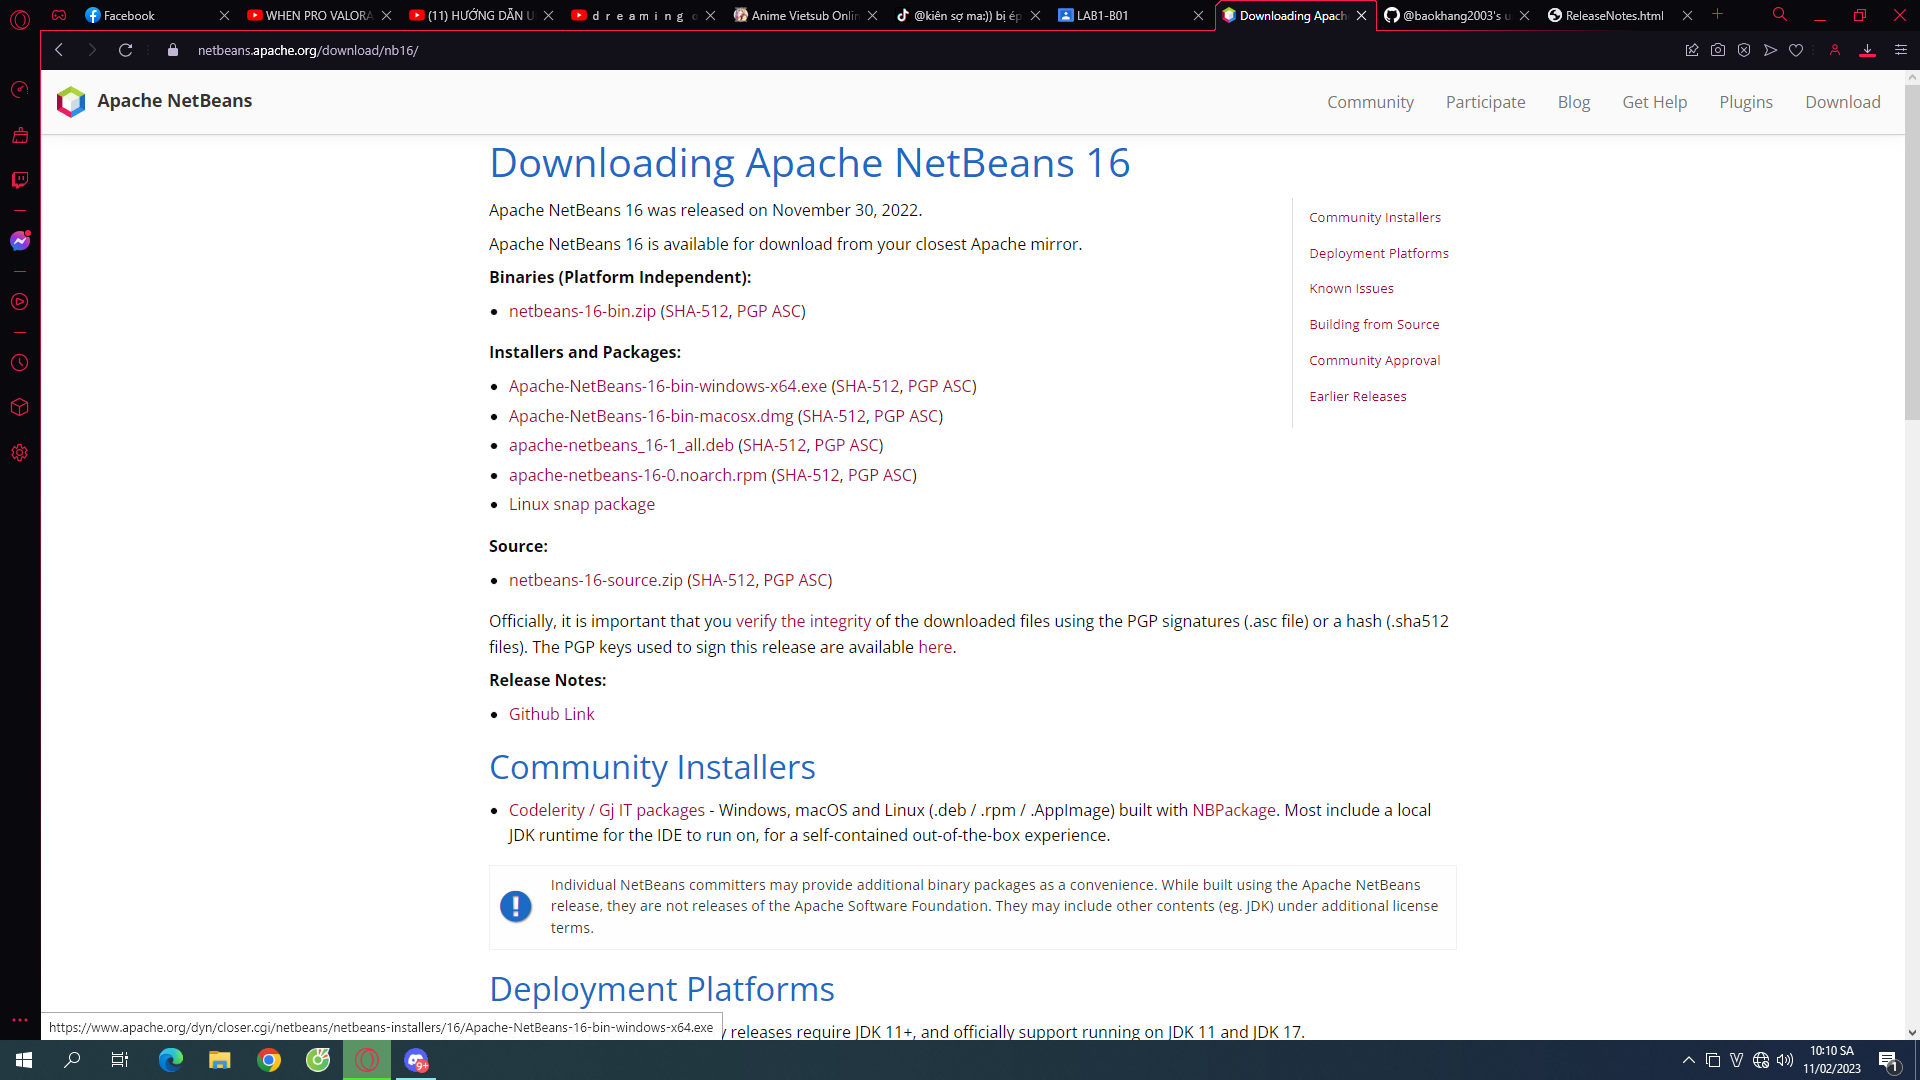 Facebook
WHEN PRO VALORA
(11) HƯỚNG DẪN U
d r e a m i n g
Anime Vietsub Onlin
@kiên sợ ma:)) bị ép
LAB1-B01
Downloading Apach
@baokhang2003's u
ReleaseNotes.html
netbeans.apache.org/download/nb16/
Apache NetBeans
Community
Participate
Blog
Get Help
Plugins
Download
Downloading Apache NetBeans 16
Apache NetBeans 16 was released on November 30, 2022.
Apache NetBeans 16 is available for download from your closest Apache mirror.
Binaries (Platform Independent):
netbeans-16-bin.zip (SHA-512, PGP ASC)
Installers and Packages:
Apache-NetBeans-16-bin-windows-x64.exe (SHA-512, PGP ASC)
Apache-NetBeans-16-bin-macosx.dmg (SHA-512, PGP ASC)
apache-netbeans_16-1_all.deb (SHA-512, PGP ASC)
apache-netbeans-16-0.noarch.rpm (SHA-512, PGP ASC)
Linux snap package
Source:
netbeans-16-source.zip (SHA-512, PGP ASC)
Officially, it is important that you verify the integrity of the downloaded files using the PGP signatures (.asc file) or a hash (.sha512
files). The PGP keys used to sign this release are available here.
Release Notes:
Github Link
Community Installers
Deployment Platforms
Known Issues
Building from Source
Community Approval
Earlier Releases
Community Installers
Codelerity / Gj IT packages - Windows, macOS and Linux (.deb / .rpm / .AppImage) built with NBPackage. Most include a local
JDK runtime for the IDE to run on, for a self-contained out-of-the-box experience.
Individual NetBeans committers may provide additional binary packages as a convenience. While built using the Apache NetBeans
release, they are not releases of the Apache Software Foundation. They may include other contents (eg. JDK) under additional license
terms.
Deployment Platforms
y releases require JDK 11+, and officially support running on JDK 11 and JDK 17.
https://www.apache.org/dyn/closer.cgi/netbeans/netbeans-installers/16/Apache-NetBeans-16-bin-windows-x64.exe
9+
10:10 SA
11/02/2023
1